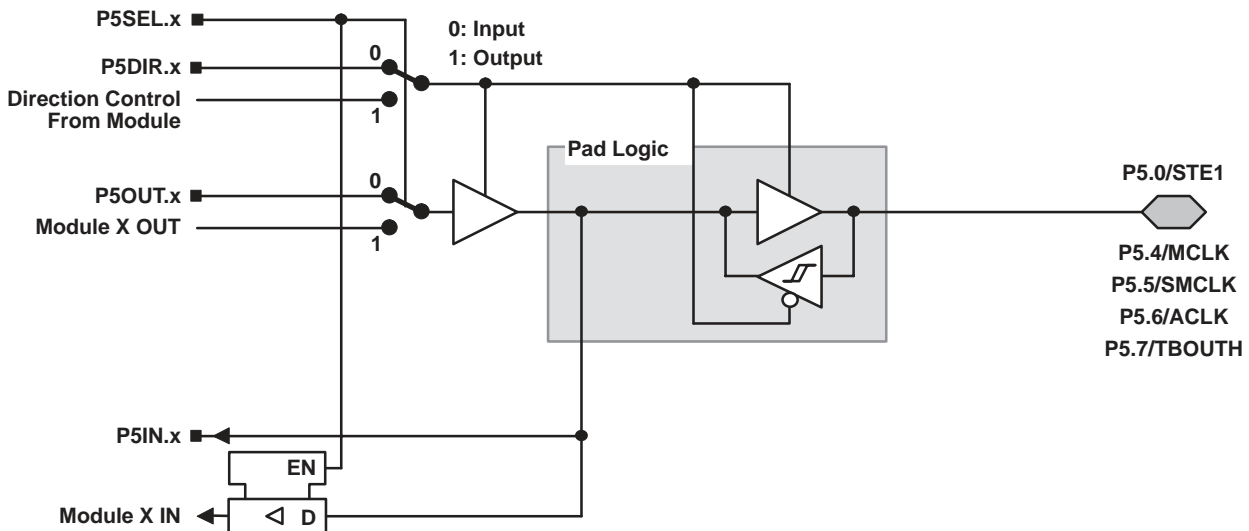 P5SEL.x
0: Input
1: Output
0
P5DIR.x
Direction Control
From Module
1
Pad Logic
P5.0/STE1
0
P5OUT.x
Module X OUT
1
P5.4/MCLK
P5.5/SMCLK
P5.6/ACLK
P5.7/TBOUTH
P5IN.x
EN
Module X IN
D